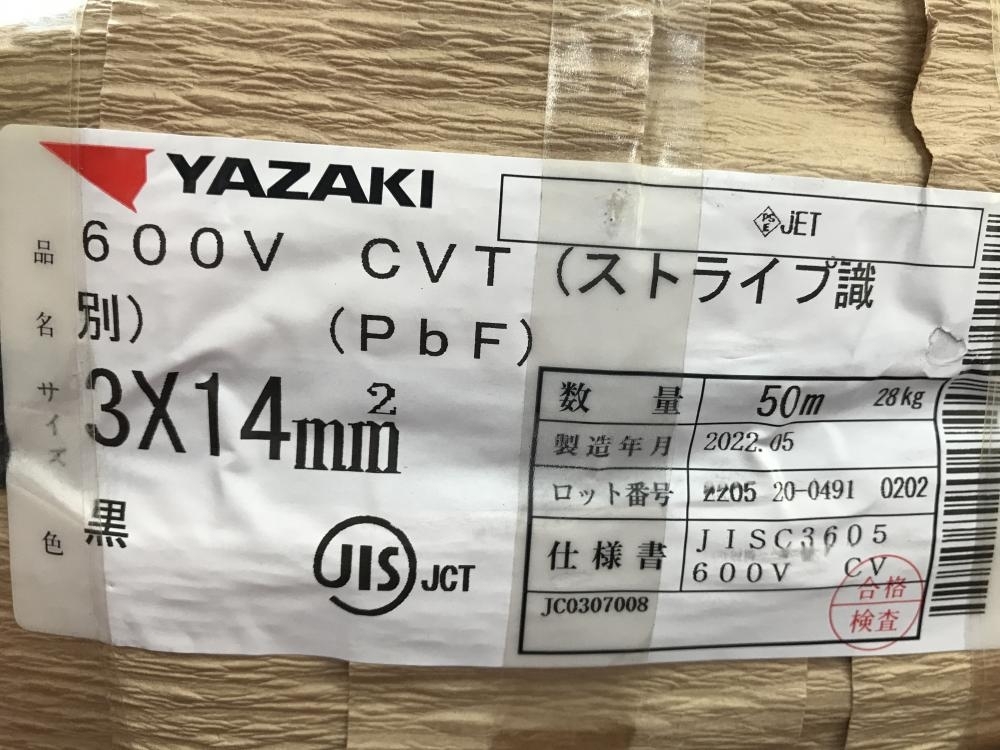 YAZAKI
PS E JET
品名 600V CVT (ストライプ識
別) (PbF)
サイズ 3X14mm²
色 黒
JIS JCT
数量 50m 28kg
製造年月 2022.05
ロット番号 2205 20-0491 0202
仕様書 JISC3605
600V CV
JC0307008
合格
検査